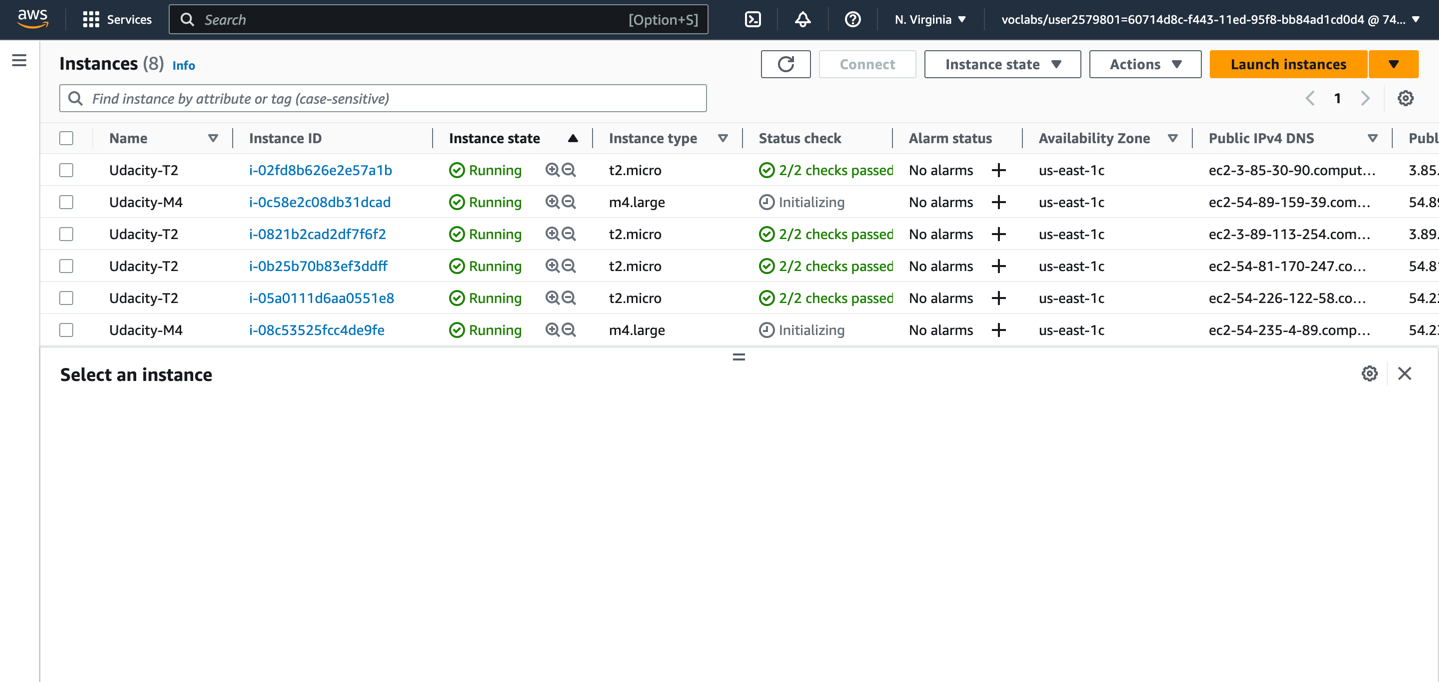 aws Services Search [Option+S] N. Virginia voclabs/user2579801=60714d8c-f443-11ed-95f8-bb84ad1cd0d4 @ 74...
Instances (8) Info Connect Instance state Actions Launch instances
Find instance by attribute or tag (case-sensitive) 1
Name Instance ID Instance state Instance type Status check Alarm status Availability Zone Public IPv4 DNS Publ
Udacity-T2 i-02fd8b626e2e57a1b Running t2.micro 2/2 checks passed No alarms us-east-1c ec2-3-85-30-90.comput... 3.85.
Udacity-M4 i-0c58e2c08db31dcad Running m4.large Initializing No alarms us-east-1c ec2-54-89-159-39.com... 54.89
Udacity-T2 i-0821b2cad2df7f6f2 Running t2.micro 2/2 checks passed No alarms us-east-1c ec2-3-89-113-254.com... 3.89.
Udacity-T2 i-0b25b70b83ef3ddff Running t2.micro 2/2 checks passed No alarms us-east-1c ec2-54-81-170-247.co... 54.81
Udacity-T2 i-05a0111d6aa0551e8 Running t2.micro 2/2 checks passed No alarms us-east-1c ec2-54-226-122-58.co... 54.22
Udacity-M4 i-08c53525fcc4de9fe Running m4.large Initializing No alarms us-east-1c ec2-54-235-4-89.comp... 54.23
Select an instance